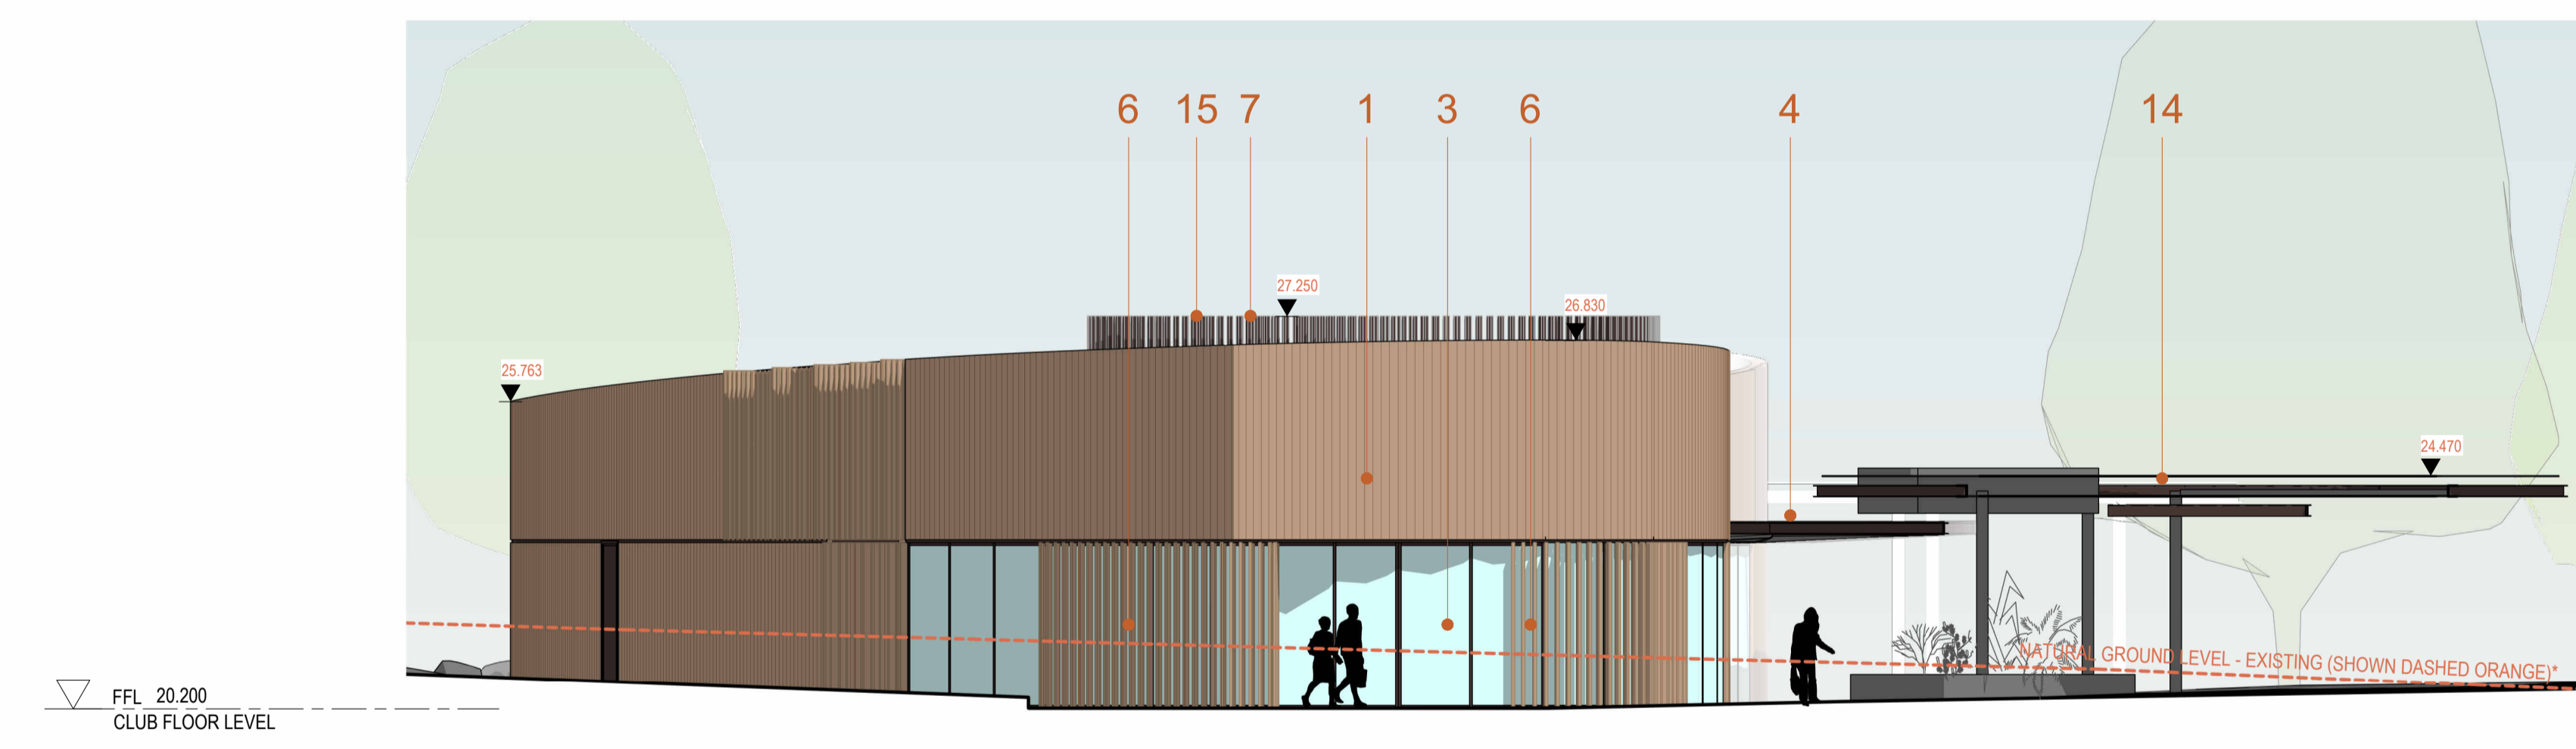 6 15 7 1 3 6 4 14
27.250
26.830
25.763
24.470
NATURAL GROUND LEVEL - EXISTING (SHOWN DASHED ORANGE)*
FFL 20.200
CLUB FLOOR LEVEL